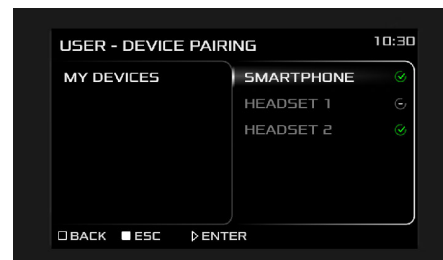 USER - DEVICE PAIRING 10:30
MY DEVICES SMARTPHONE
HEADSET 1
HEADSET 2
BACK ESC ENTER